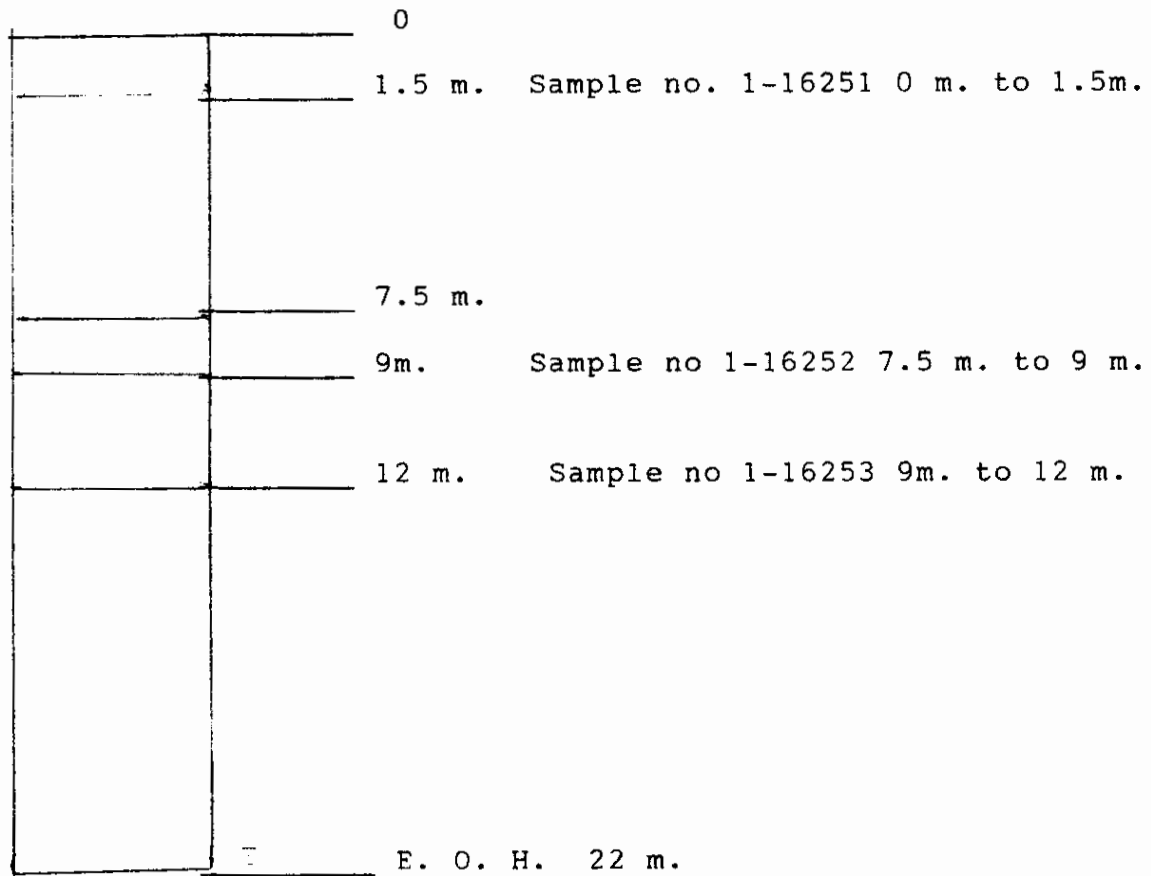 0
1.5 m. Sample no. 1-16251 0 m. to 1.5m.
7.5 m.
9m. Sample no 1-16252 7.5 m. to 9 m.
12 m. Sample no 1-16253 9m. to 12 m.
E. O. H. 22 m.